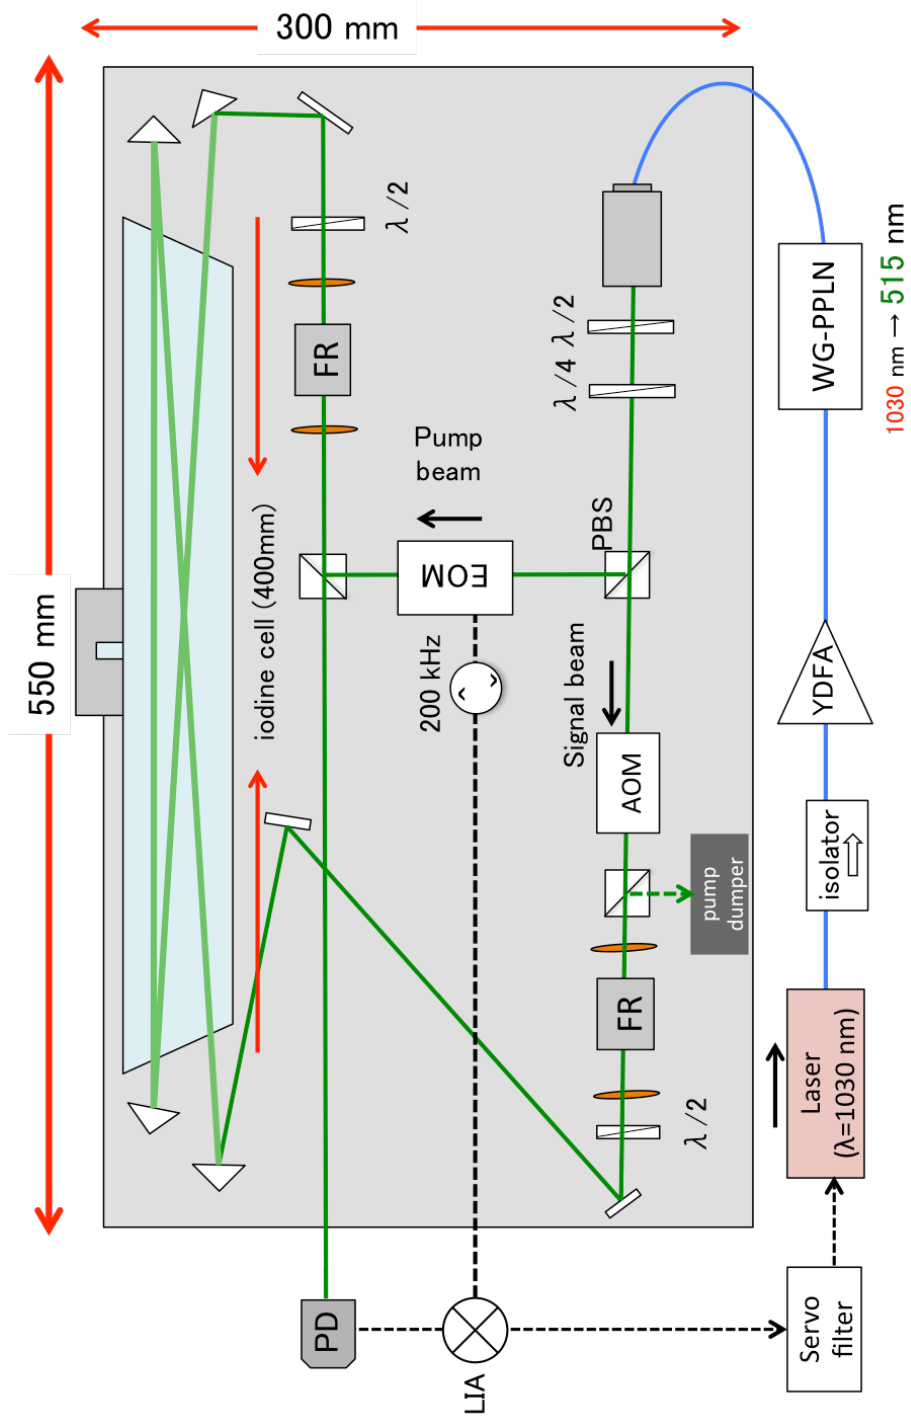 300 mm
550 mm
λ/2
FR
iodine cell (400mm)
Pump
beam
EOM
200 kHz
λ/2
λ/4
PBS
Signal beam
AOM
pump
dumper
FR
λ/2
WG-PPLN
1030 nm → 515 nm
YDFA
isolator
Laser
(λ=1030 nm)
PD
LIA
Servo
filter